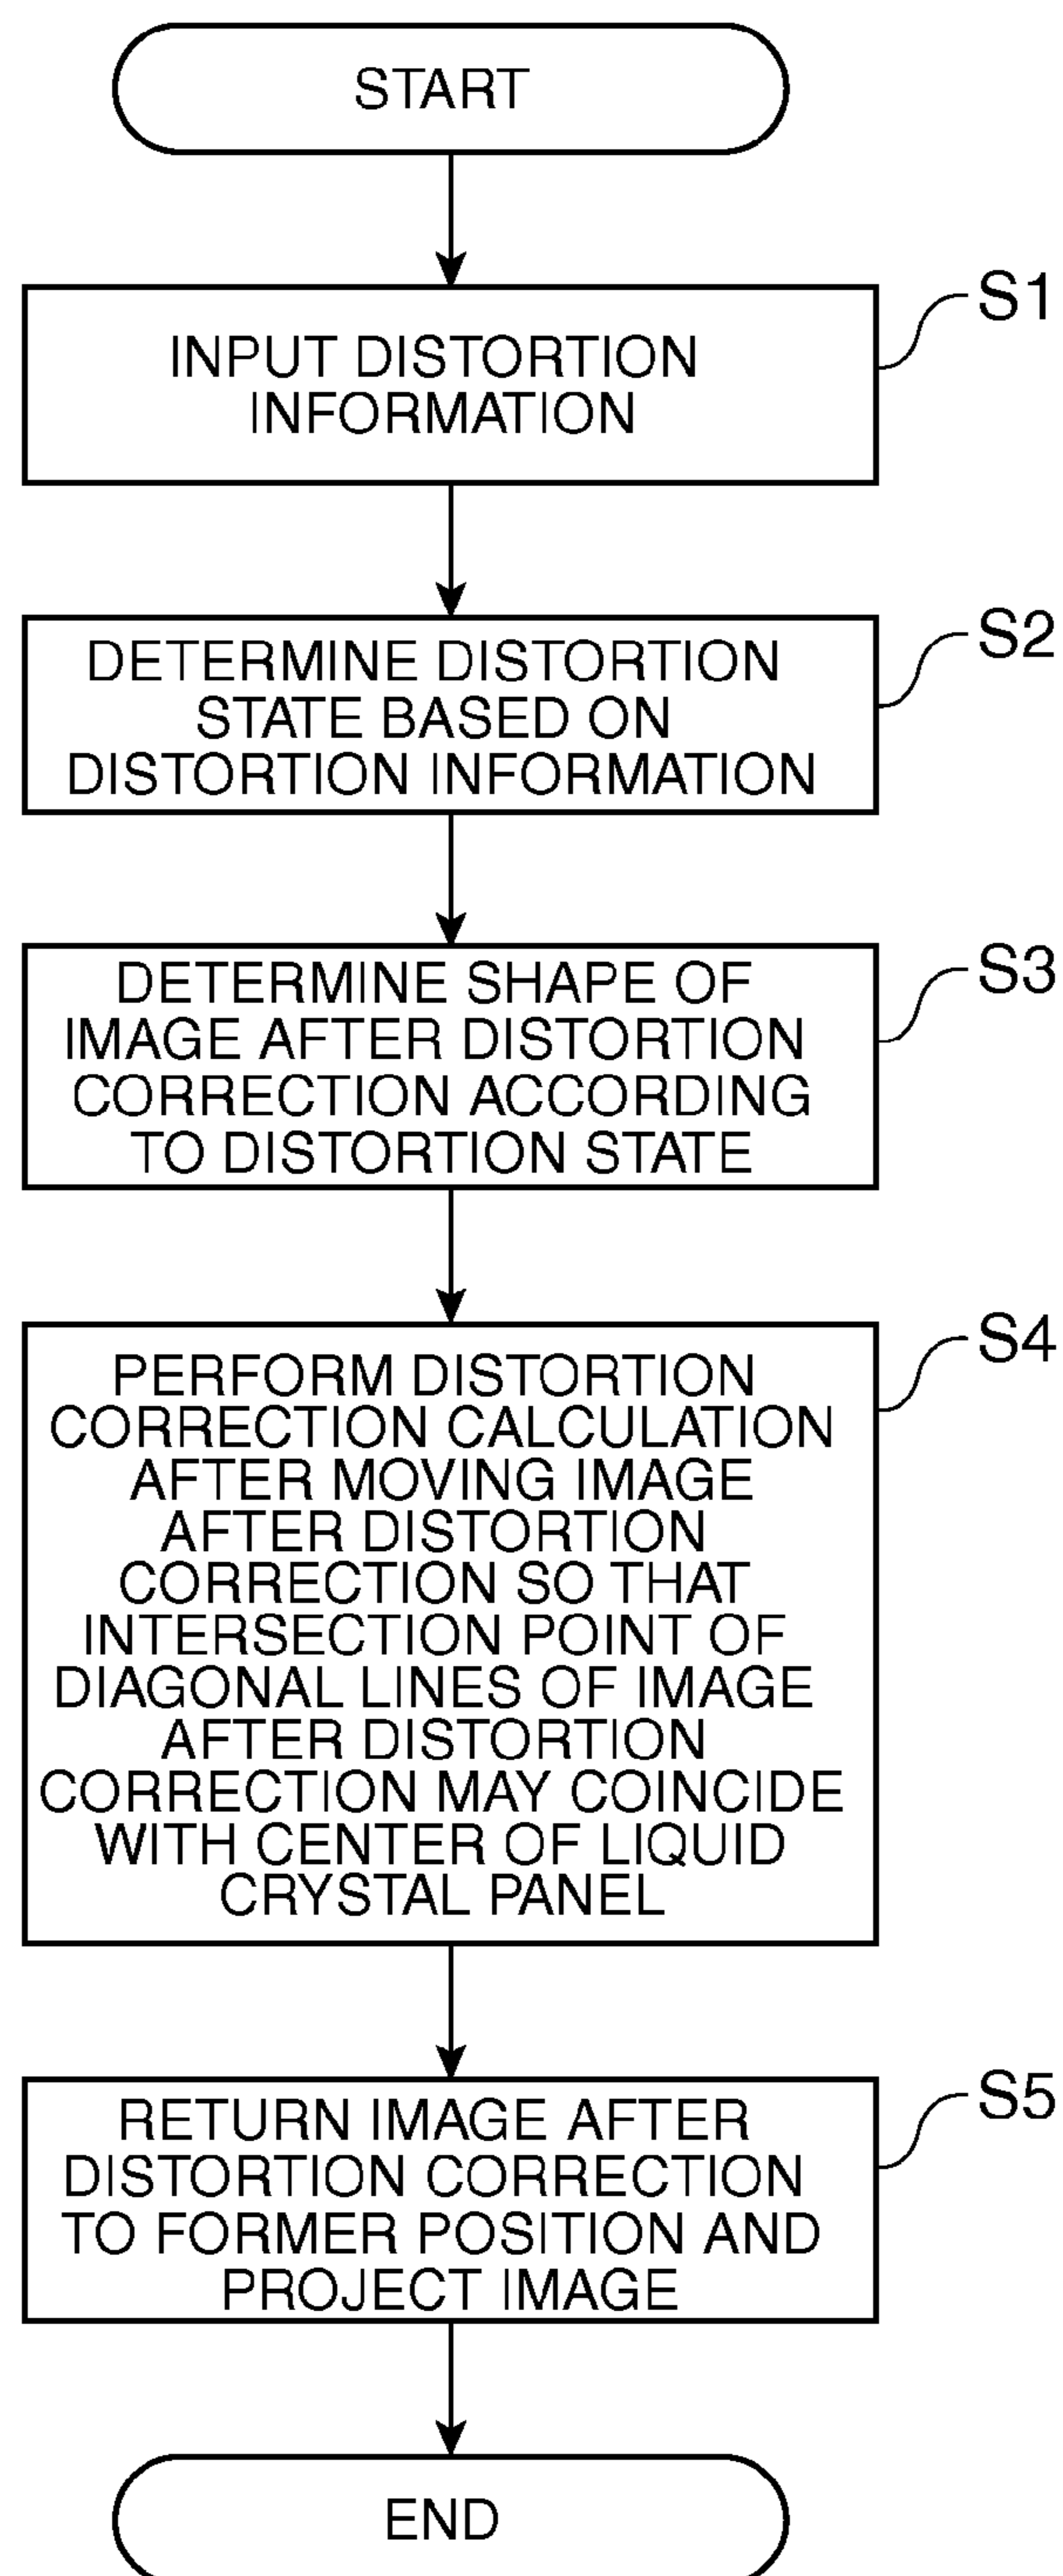 START
S1
INPUT DISTORTION
INFORMATION
S2
DETERMINE DISTORTION
STATE BASED ON
DISTORTION INFORMATION
S3
DETERMINE SHAPE OF
IMAGE AFTER DISTORTION
CORRECTION ACCORDING
TO DISTORTION STATE
S4
PERFORM DISTORTION
CORRECTION CALCULATION
AFTER MOVING IMAGE
AFTER DISTORTION
CORRECTION SO THAT
INTERSECTION POINT OF
DIAGONAL LINES OF IMAGE
AFTER DISTORTION
CORRECTION MAY COINCIDE
WITH CENTER OF LIQUID
CRYSTAL PANEL
S5
RETURN IMAGE AFTER
DISTORTION CORRECTION
TO FORMER POSITION AND
PROJECT IMAGE
END